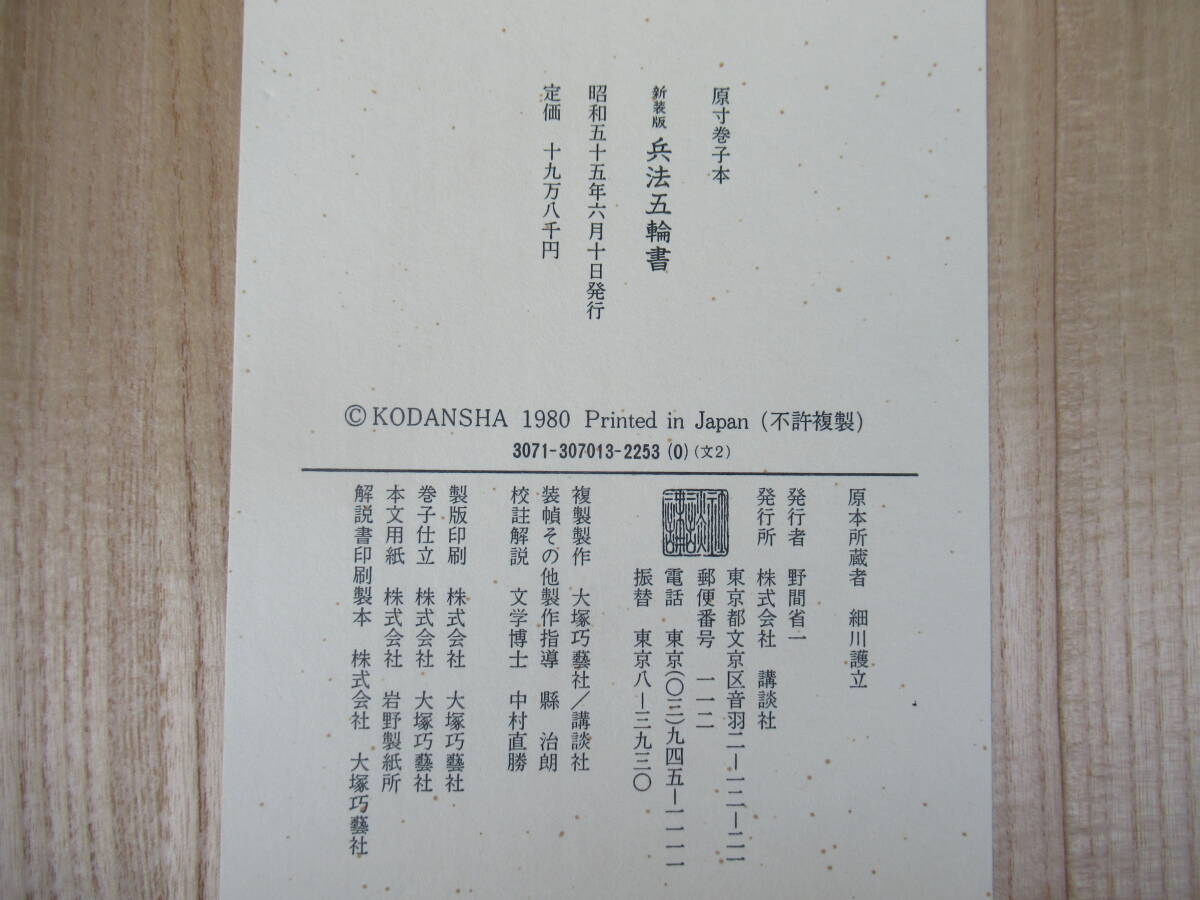 原寸巻子本
新装版 兵法五輪書
昭和五十五年六月十日発行
定価 十九万八千円
© KODANSHA 1980 Printed in Japan (不許複製)
3071-307013-2253 (0) (文2)
原本所蔵者 細川護立
発行者 野間省一
発行所 株式会社 講談社
東京都文京区音羽二ー一二ー二一
郵便番号 一一二
電話 東京(〇三)九四五ー一一一一
振替 東京八ー三九三〇
複製製作 大塚巧藝社/講談社
装幀その他製作指導 縣 治朗
校註解説 文学博士 中村直勝
製版印刷 株式会社 大塚巧藝社
巻子仕立 株式会社 大塚巧藝社
本文用紙 株式会社 岩野製紙所
解説書印刷製本 株式会社 大塚巧藝社